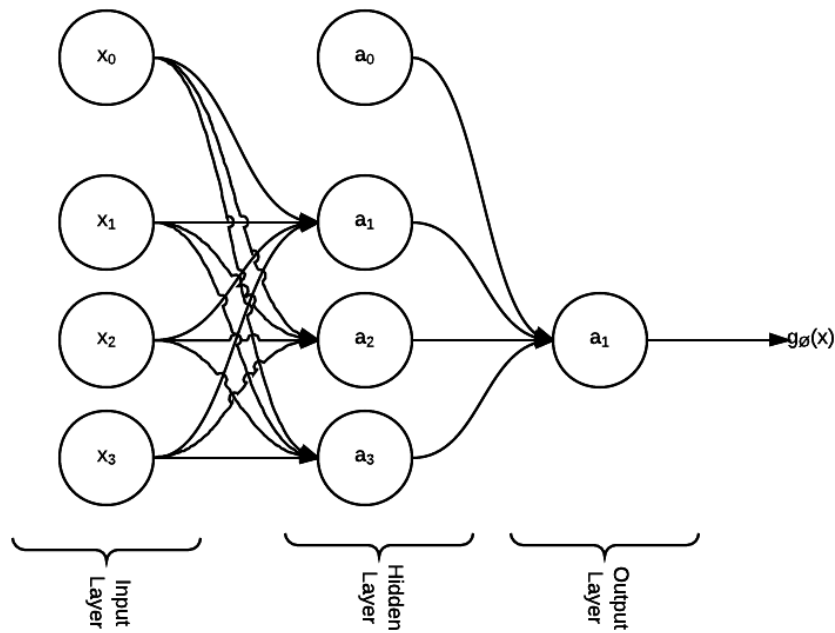 x₀
a₀
x₁
a₁
x₂
a₂
a₁
gø(x)
x₃
a₃
Input
Layer
Hidden
Layer
Output
Layer